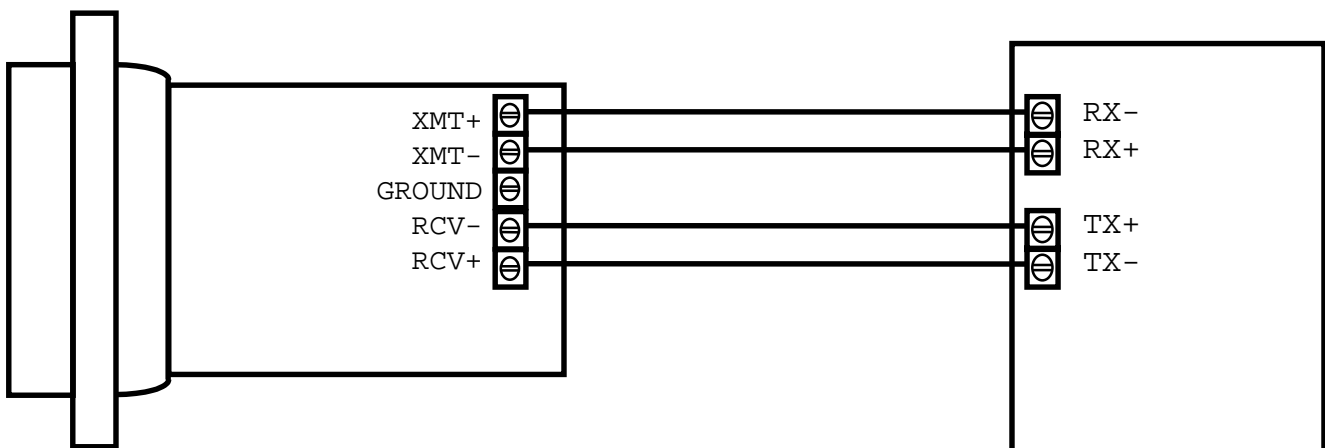 XMT+
XMT-
GROUND
RCV-
RCV+
RX-
RX+
TX+
TX-